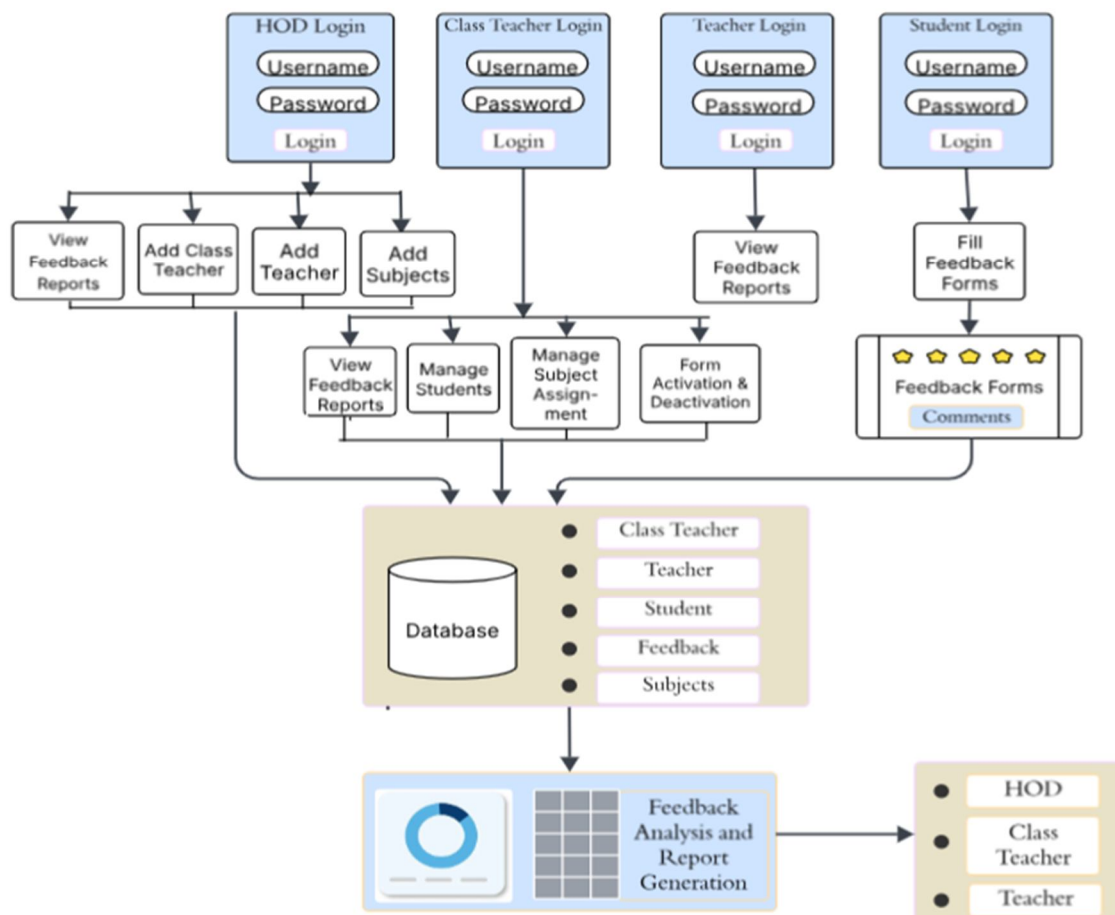 HOD Login
Username
Password
Login
Class Teacher Login
Username
Password
Login
Teacher Login
Username
Password
Login
Student Login
Username
Password
Login
View
Feedback
Reports
Add Class
Teacher
Add
Teacher
Add
Subjects
View
Feedback
Reports
Fill
Feedback
Forms
View
Feedback
Reports
Manage
Students
Manage
Subject
Assign-
ment
Form
Activation &
Deactivation
Feedback Forms
Comments
Database
Class Teacher
Teacher
Student
Feedback
Subjects
Feedback
Analysis and
Report
Generation
HOD
Class
Teacher
Teacher